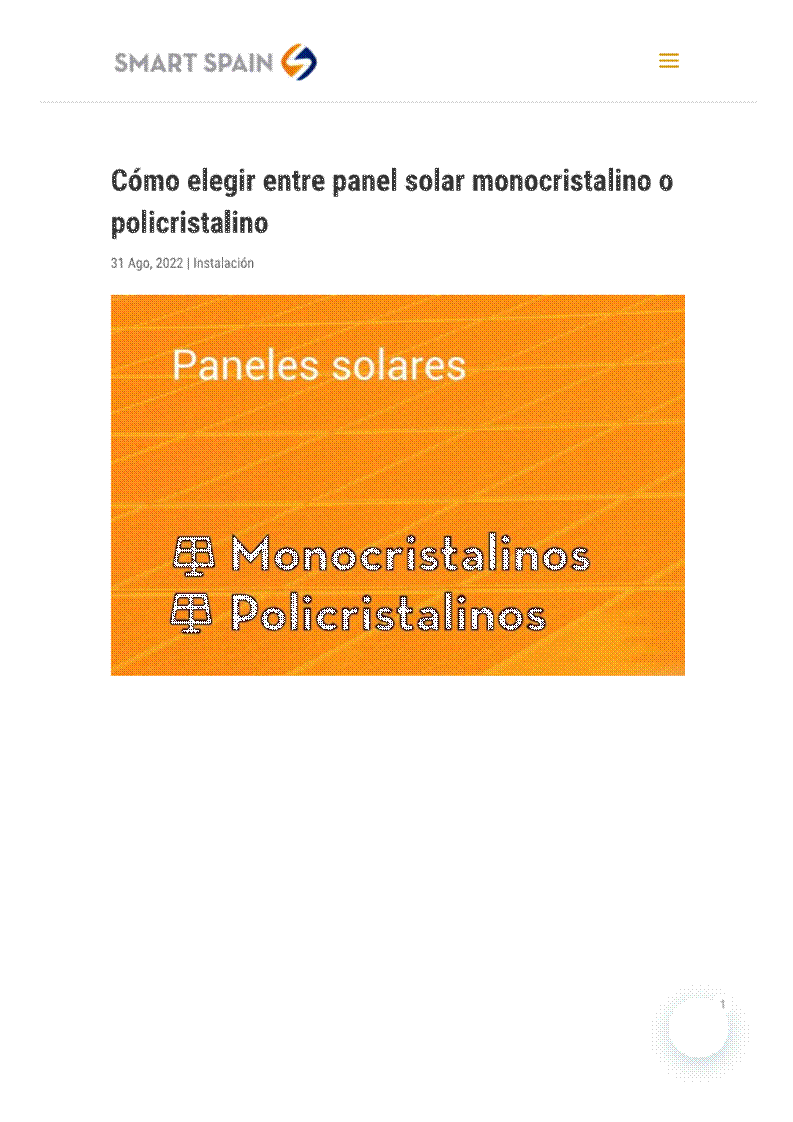 SMART SPAIN
Cómo elegir entre panel solar monocristalino o
policristalino
31 Ago, 2022 | Instalación
Paneles solares
Monocristalinos
Policristalinos
1